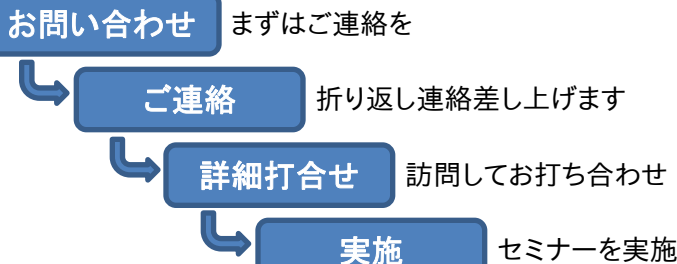 お問い合わせ まずはご連絡を
ご連絡 折り返し連絡差し上げます
詳細打合せ 訪問してお打ち合わせ
実施 セミナーを実施